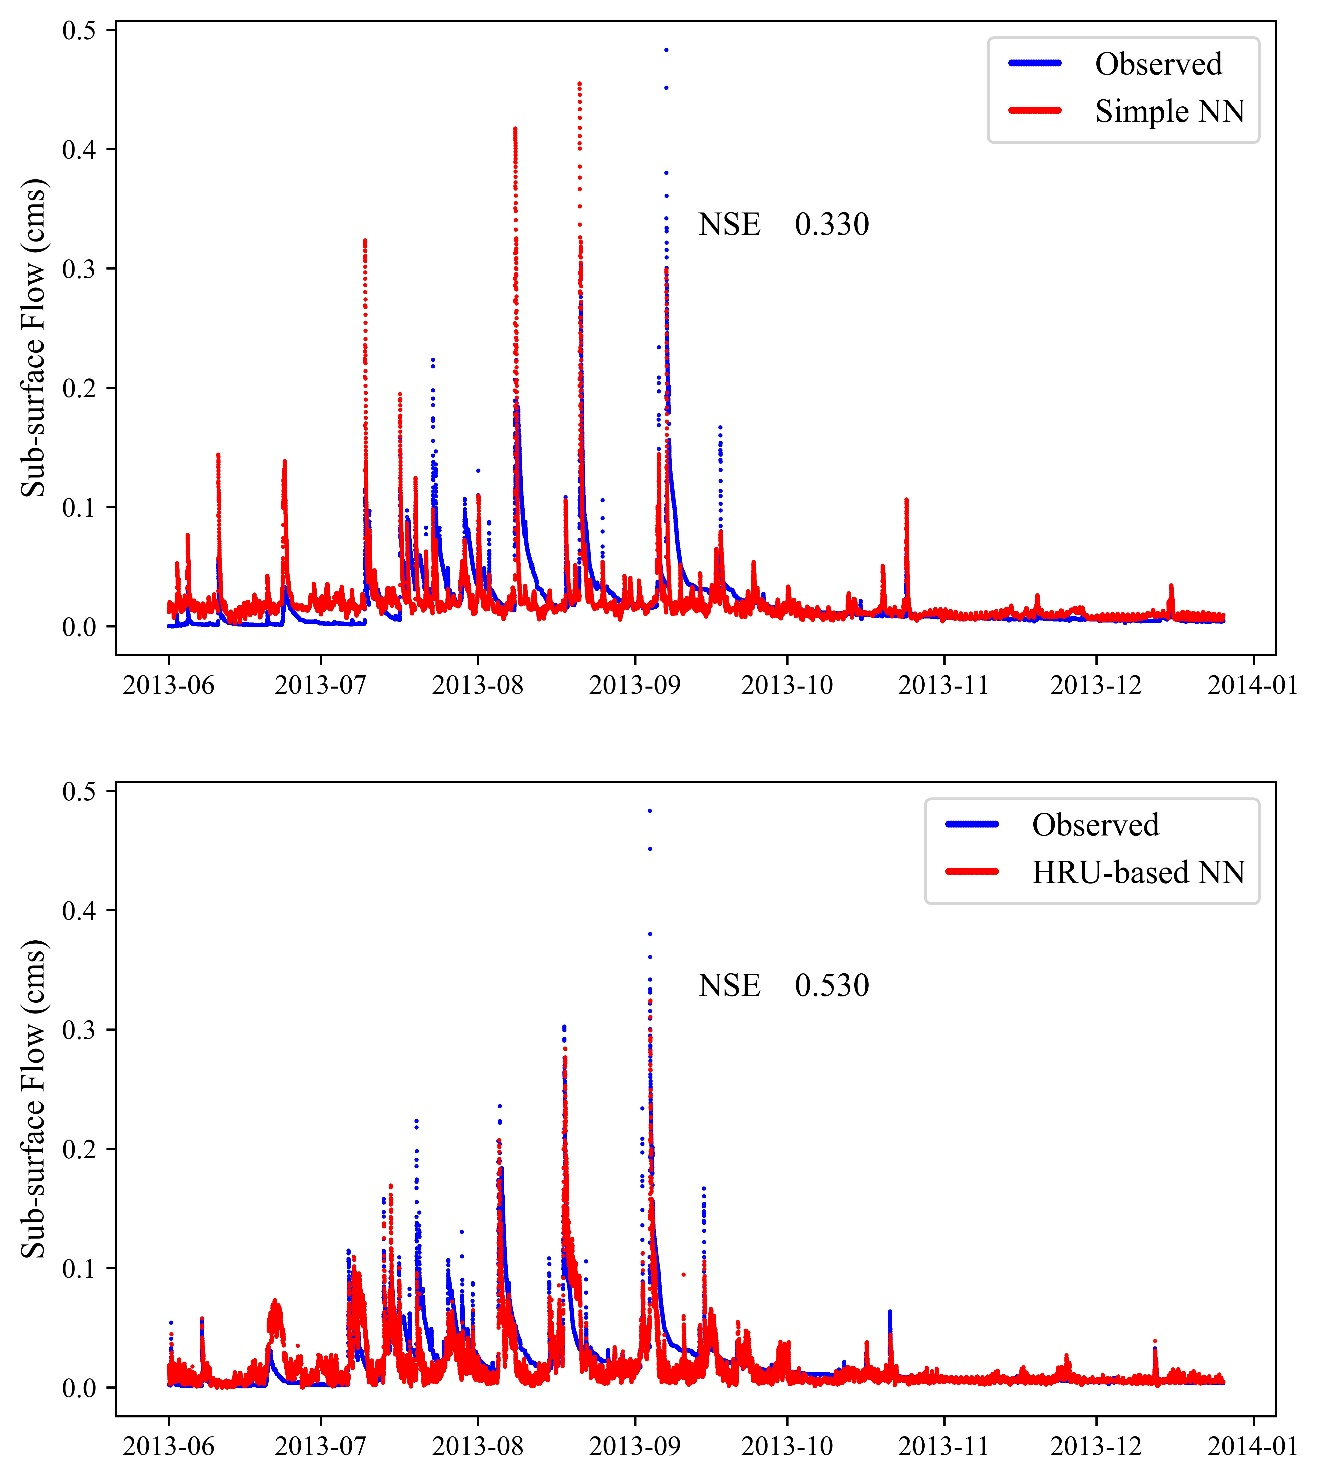 0.5
0.4
0.3
0.2
0.1
0.0
Sub-surface Flow (cms)
Observed
Simple NN
NSE 0.330
2013-06 2013-07 2013-08 2013-09 2013-10 2013-11 2013-12 2014-01
0.5
0.4
0.3
0.2
0.1
0.0
Sub-surface Flow (cms)
Observed
HRU-based NN
NSE 0.530
2013-06 2013-07 2013-08 2013-09 2013-10 2013-11 2013-12 2014-01